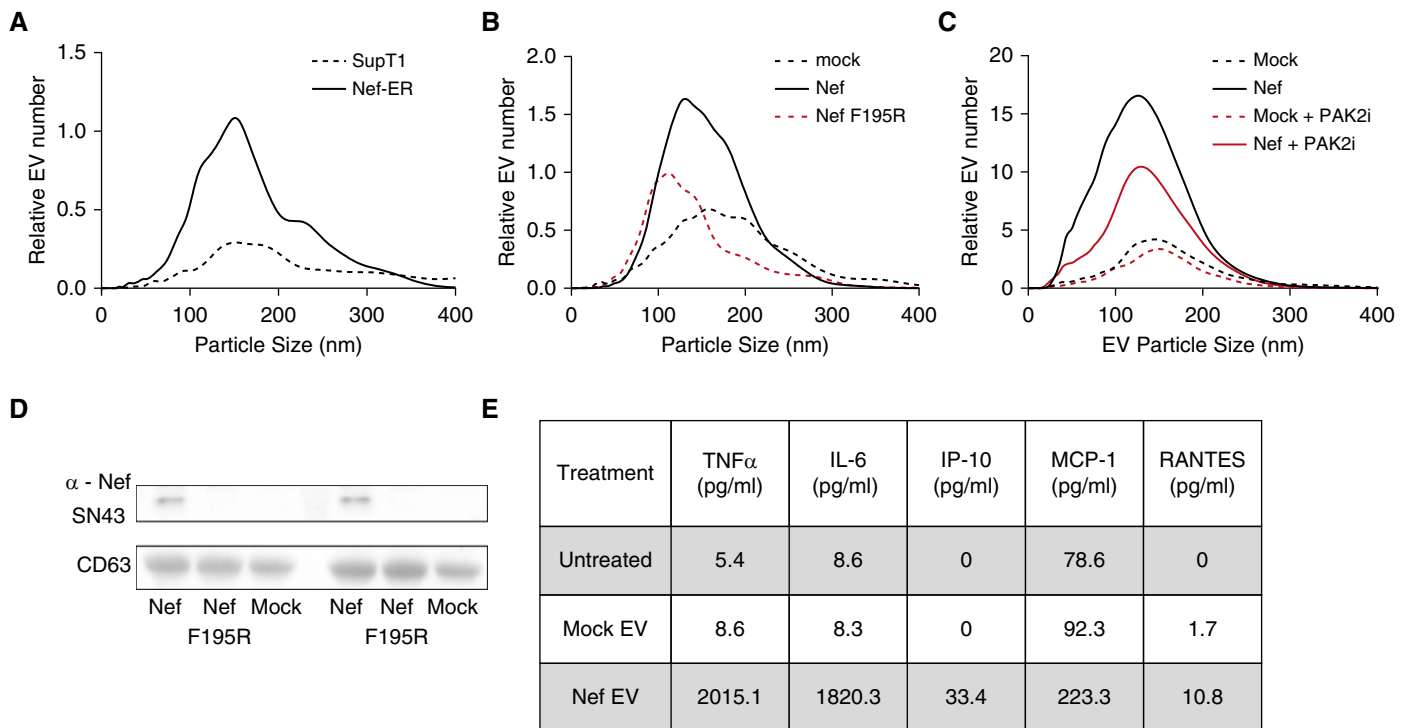 A
1.5
1.0
0.5
0.0
0 100 200 300 400
Relative EV number
Particle Size (nm)
SupT1
Nef-ER
B
2.0
1.5
1.0
0.5
0.0
0 100 200 300 400
Relative EV number
Particle Size (nm)
mock
Nef
Nef F195R
C
20
15
10
5
0
0 100 200 300 400
Relative EV number
EV Particle Size (nm)
Mock
Nef
Mock + PAK2i
Nef + PAK2i
D
α - Nef
SN43
CD63
Nef Nef Mock Nef Nef Mock
F195R F195R
E
Treatment TNFα (pg/ml) IL-6 (pg/ml) IP-10 (pg/ml) MCP-1 (pg/ml) RANTES (pg/ml)
Untreated 5.4 8.6 0 78.6 0
Mock EV 8.6 8.3 0 92.3 1.7
Nef EV 2015.1 1820.3 33.4 223.3 10.8